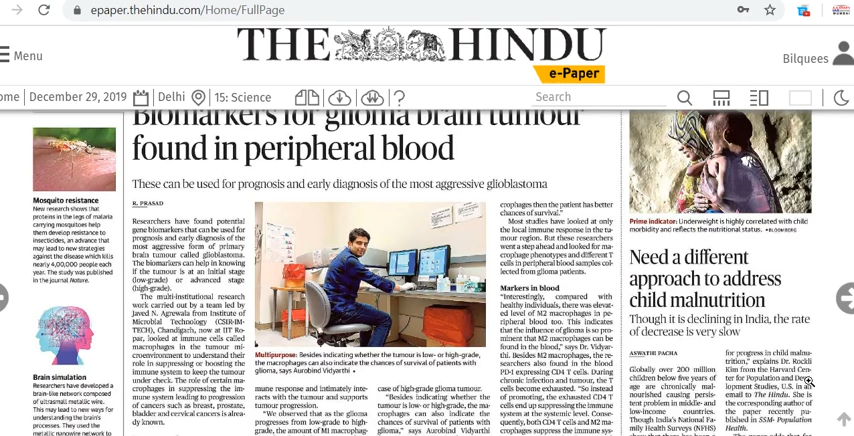 epaper.thehindu.com/Home/FullPage
THE HINDU
e-Paper
Menu
Bilquees
ome
December 29, 2019
Delhi
15: Science
Search
Biomarkers for glioma brain tumour
found in peripheral blood
These can be used for prognosis and early diagnosis of the most aggressive glioblastoma
Mosquito resistance
New research shows that
proteins in the legs of malaria
carrying mosquitoes help
them develop resistance to
insecticides, an advance that
may lead to new strategies
against the disease which kills
nearly 4,00,000 people each
year. The study was published
in the journal Nature.
Brain simulation
Researchers have developed a
brain-like network composed
of ultrasmall metallic wire.
This may lead to new ways for
understanding the brain's
processes. They used the
metallic nanowire network to
R. PRASAD
Researchers have found potential
gene biomarkers that can be used for
prognosis and early diagnosis of the
most aggressive form of primary
brain tumour called glioblastoma.
The biomarkers can help in knowing
if the tumour is at an initial stage
(low-grade) or advanced stage
(high-grade).
The multi-institutional research
work carried out by a team led by
Javed N. Agrewala from Institute of
Microbial Technology (CSIR-IM-
TECH), Chandigarh, now at IIT Ro-
par, looked at immune cells called
macrophages in the tumour mi-
croenvironment to understand their
role in suppressing or boosting the
immune system to keep the tumour
under check. The role of certain ma-
crophages in suppressing the im-
mune system leading to progression
of cancers such as breast, prostate,
bladder and cervical cancers is alrea-
dy known.
Multipurpose: Besides indicating whether the tumour is low- or high-grade,
the macrophages can also indicate the chances of survival of patients with
glioma, says Aurobind Vidyarthi
mune response and intimately inte-
racts with the tumour and supports
tumour progression.
"We observed that as the glioma
progresses from low-grade to high-
grade, the amount of M1 macrophag-
case of high-grade glioma tumour.
"Besides indicating whether the
tumour is low- or high-grade, the ma-
crophages can also indicate the
chances of survival of patients with
glioma," says Aurobind Vidyarthi
crophages then the patient has better
chances of survival."
Most studies have looked at only
the local immune response in the tu-
mour region. But these researchers
went a step ahead and looked for ma-
crophage phenotypes and different T
cells in peripheral blood samples col-
lected from glioma patients.
Markers in blood
"Interestingly, compared with
healthy individuals, there was elevat-
ed level of M2 macrophages in pe-
ripheral blood too. This indicates
that the influence of glioma is so pro-
minent that M2 macrophages can be
found in the blood," says Dr. Vidyar-
thi. Besides M2 macrophages, the re-
searchers also found in the blood
PD-1 expressing CD4 T cells. During
chronic infection and tumour, the T
cells become exhausted. "So instead
of promoting, the exhausted CD4 T
cells end up suppressing the immune
system at the systemic level. Conse-
quently, both CD4 T cells and M2 ma-
crophages suppress the immune sys-
Prime indicator: Underweight is highly correlated with child
morbidity and reflects the nutritional status. • BLOOMBERG
Need a different
approach to address
child malnutrition
Though it is declining in India, the rate
of decrease is very slow
ASWATHI PACHA
Globally over 200 million
children below five years of
age are chronically mal-
nourished causing persis-
tent problem in middle- and
low-income countries.
Though India's National Fa-
mily Health Surveys (NFHS)
for progress in child malnu-
trition," explains Dr. Rockli
Kim from the Harvard Cen-
ter for Population and Dev-
elopment Studies, U.S. in an
email to The Hindu. She is
the corresponding author of
the paper recently pu-
blished in SSM- Population
Health.